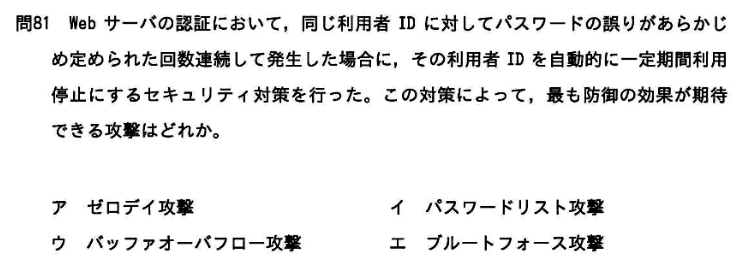 問81 Web サーバの認証において，同じ利用者 ID に対してパスワードの誤りがあらかじ
め定められた回数連続して発生した場合に，その利用者 ID を自動的に一定期間利用
停止にするセキュリティ対策を行った。この対策によって，最も防御の効果が期待
できる攻撃はどれか。
ア ゼロデイ攻撃 イ パスワードリスト攻撃
ウ バッファオーバフロー攻撃 エ ブルートフォース攻撃